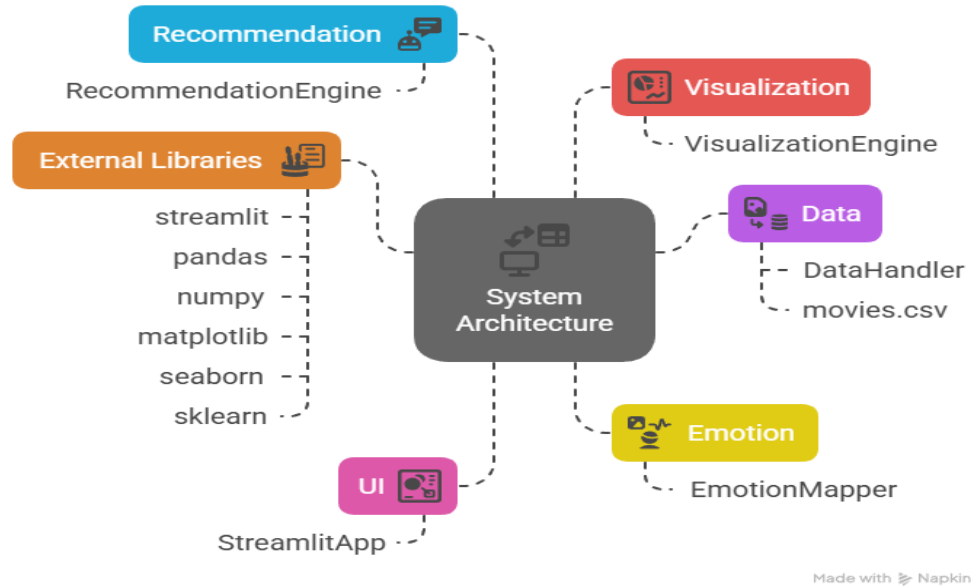 Recommendation
RecommendationEngine
External Libraries
streamlit
pandas
numpy
matplotlib
seaborn
sklearn
UI
StreamlitApp
System
Architecture
Visualization
VisualizationEngine
Data
DataHandler
movies.csv
Emotion
EmotionMapper
Made with Napkin